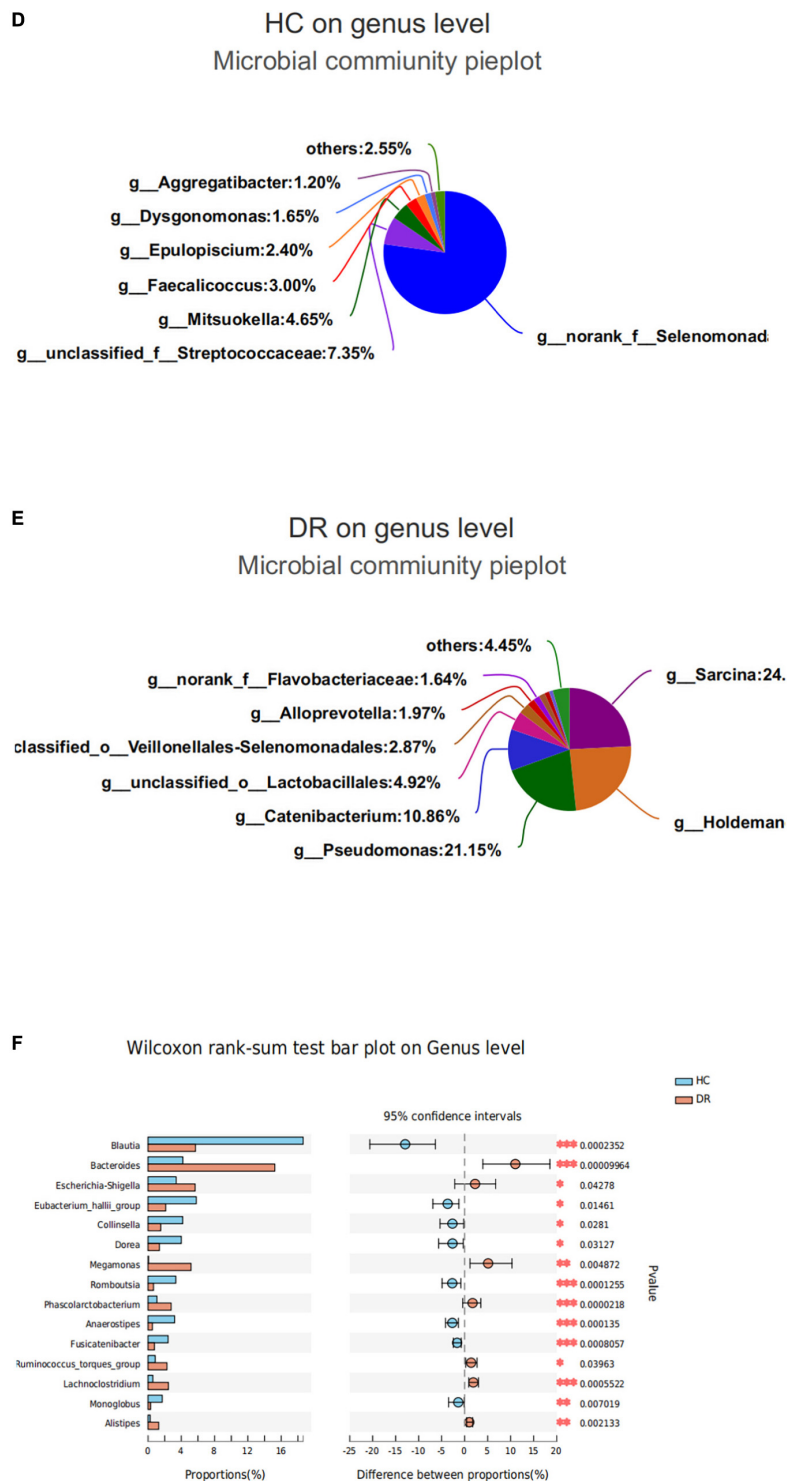 D
HC on genus level
Microbial commiunity pieplot
others:2.55%
g__Aggregatibacter:1.20%
g__Dysgonomonas:1.65%
g__Epulopiscium:2.40%
g__Faecalicoccus:3.00%
g__Mitsuokella:4.65%
g__unclassified_f__Streptococcaceae:7.35%
g__norank_f__Selenomonad
E
DR on genus level
Microbial commiunity pieplot
others:4.45%
g__norank_f__Flavobacteriaceae:1.64%
g__Alloprevotella:1.97%
classified_o__Veillonellales-Selenomonadales:2.87%
g__unclassified_o__Lactobacillales:4.92%
g__Catenibacterium:10.86%
g__Pseudomonas:21.15%
g__Sarcina:24.
g__Holdeman
F
Wilcoxon rank-sum test bar plot on Genus level
HC
DR
95% confidence intervals
Blautia *** 0.0002352
Bacteroides *** 0.00009964
Escherichia-Shigella * 0.04278
Eubacterium_hallii_group * 0.01461
Collinsella * 0.0281
Dorea * 0.03127
Megamonas ** 0.004872
Romboutsia *** 0.0001255
Phascolarctobacterium *** 0.0000218
Anaerostipes *** 0.000135
Fusicatenibacter *** 0.0008057
Ruminococcus_torques_group * 0.03963
Lachnoclostridium *** 0.0005522
Monoglobus ** 0.007019
Alistipes ** 0.002133
Pvalue
0 4 8 12 16
-25 -20 -15 -10 -5 0 5 10 15 20
Proportions(%)
Difference between proportions(%)